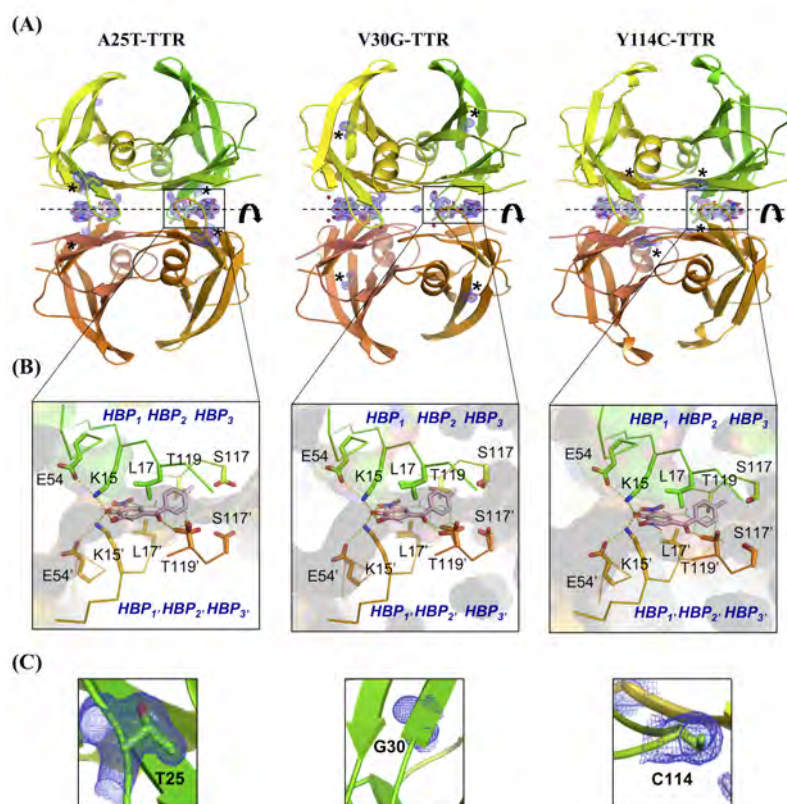 (A)
A25T-TTR V30G-TTR Y114C-TTR
* * * * * *
* * * * * *
(B)
HBP1 HBP2 HBP3 HBP1 HBP2 HBP3 HBP1 HBP2 HBP3
E54 K15 L17 T119 S117 E54 K15 L17 T119 S117 E54 K15 L17 T119 S117
E54' K15' L17' T119' S117' E54' K15' L17' T119' S117' E54' K15' L17' T119' S117'
HBP1' HBP2' HBP3' HBP1' HBP2' HBP3' HBP1' HBP2' HBP3'
(C)
T25 G30 C114